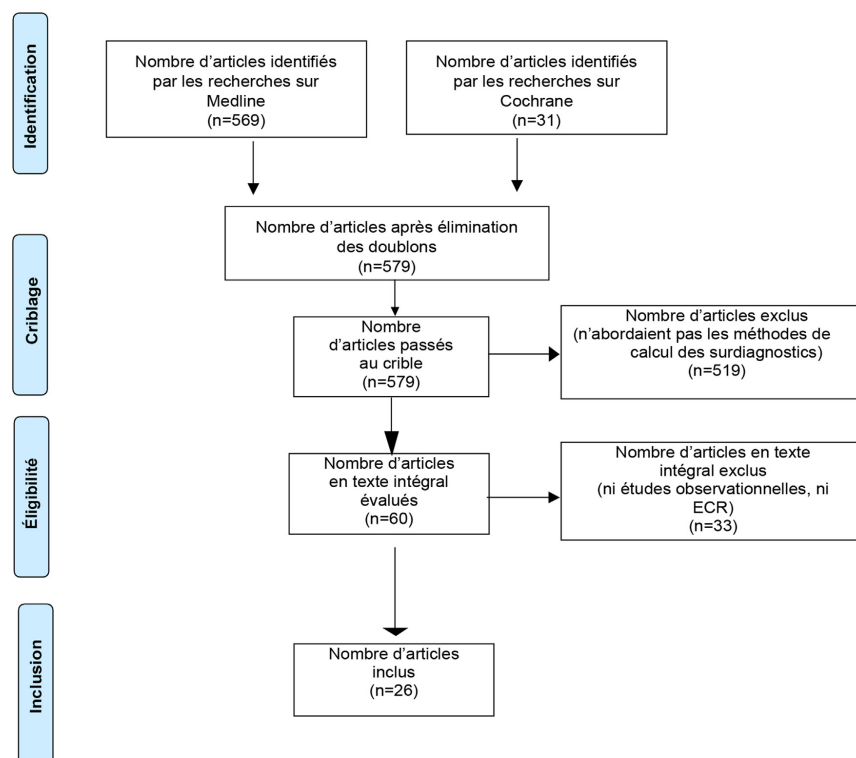 Identification
Nombre d'articles identifiés
par les recherches sur
Medline
(n=569)
Nombre d'articles identifiés
par les recherches sur
Cochrane
(n=31)
Criblage
Nombre d'articles après élimination
des doublons
(n=579)
Nombre
d'articles passés
au crible
(n=579)
Nombre d'articles exclus
(n'abordaient pas les méthodes de
calcul des surdiagnostics)
(n=519)
Éligibilité
Nombre d'articles
en texte intégral
évalués
(n=60)
Nombre d'articles en texte
intégral exclus
(ni études observationnelles, ni
ECR)
(n=33)
Inclusion
Nombre d'articles
inclus
(n=26)